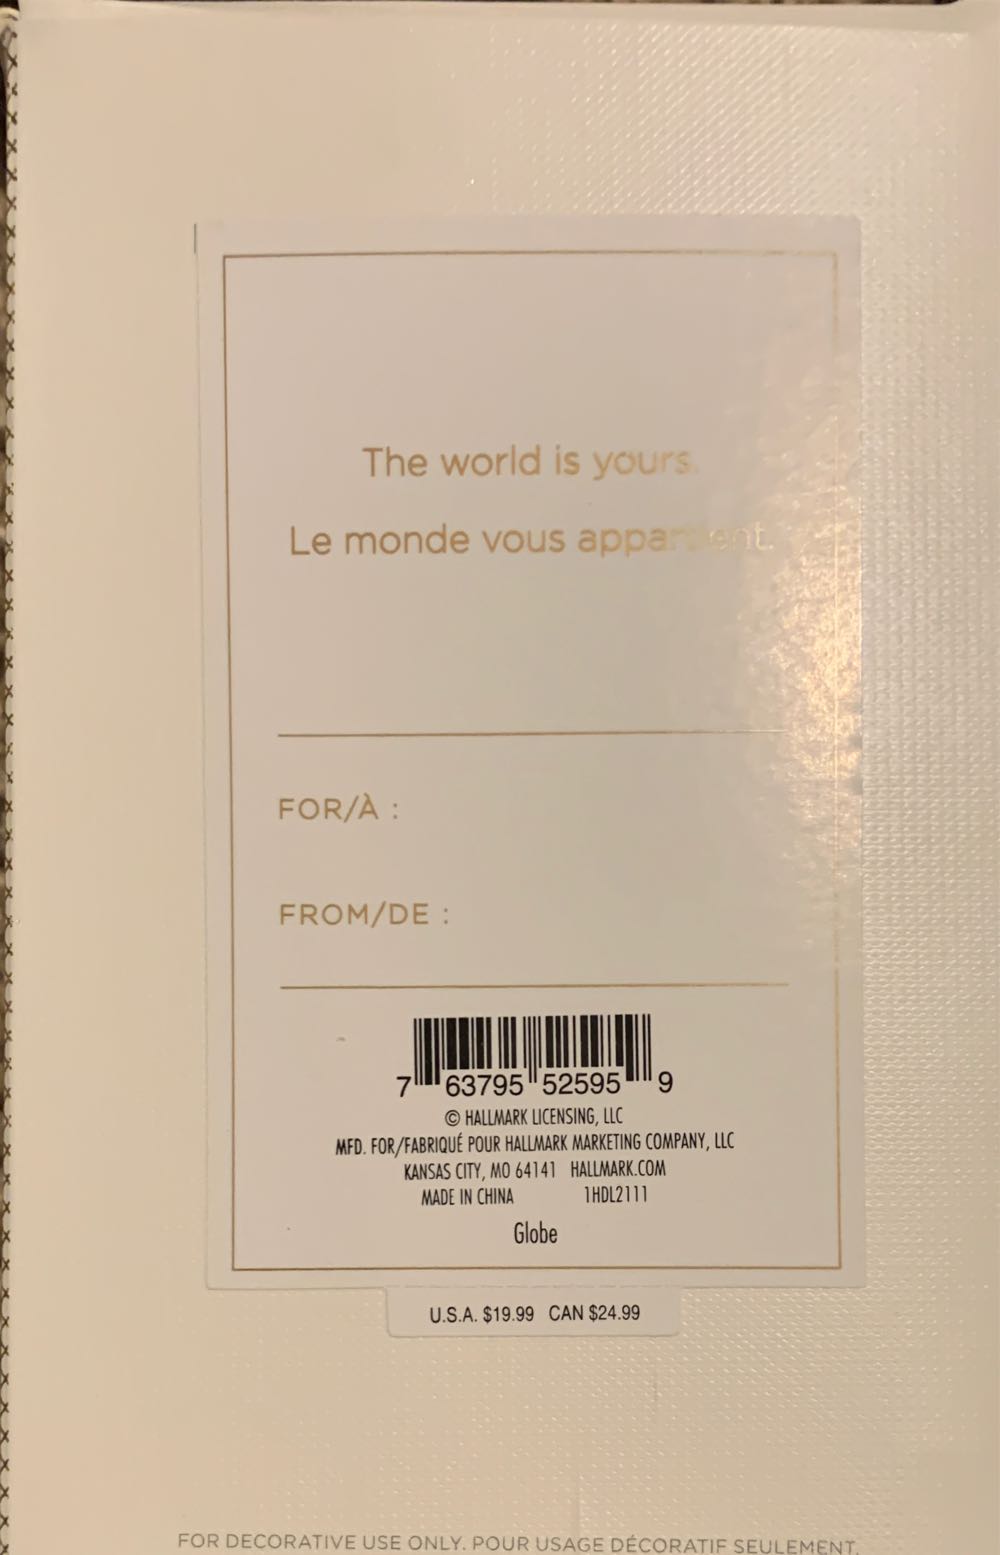 The world is yours.
Le monde vous appartient.
FOR/À :
FROM/DE :
7 63795 52595 9
© HALLMARK LICENSING, LLC
MFD. FOR/FABRIQUÉ POUR HALLMARK MARKETING COMPANY, LLC
KANSAS CITY, MO 64141 HALLMARK.COM
MADE IN CHINA 1HDL2111
Globe
U.S.A. $19.99 CAN $24.99
FOR DECORATIVE USE ONLY. POUR USAGE DÉCORATIF SEULEMENT.